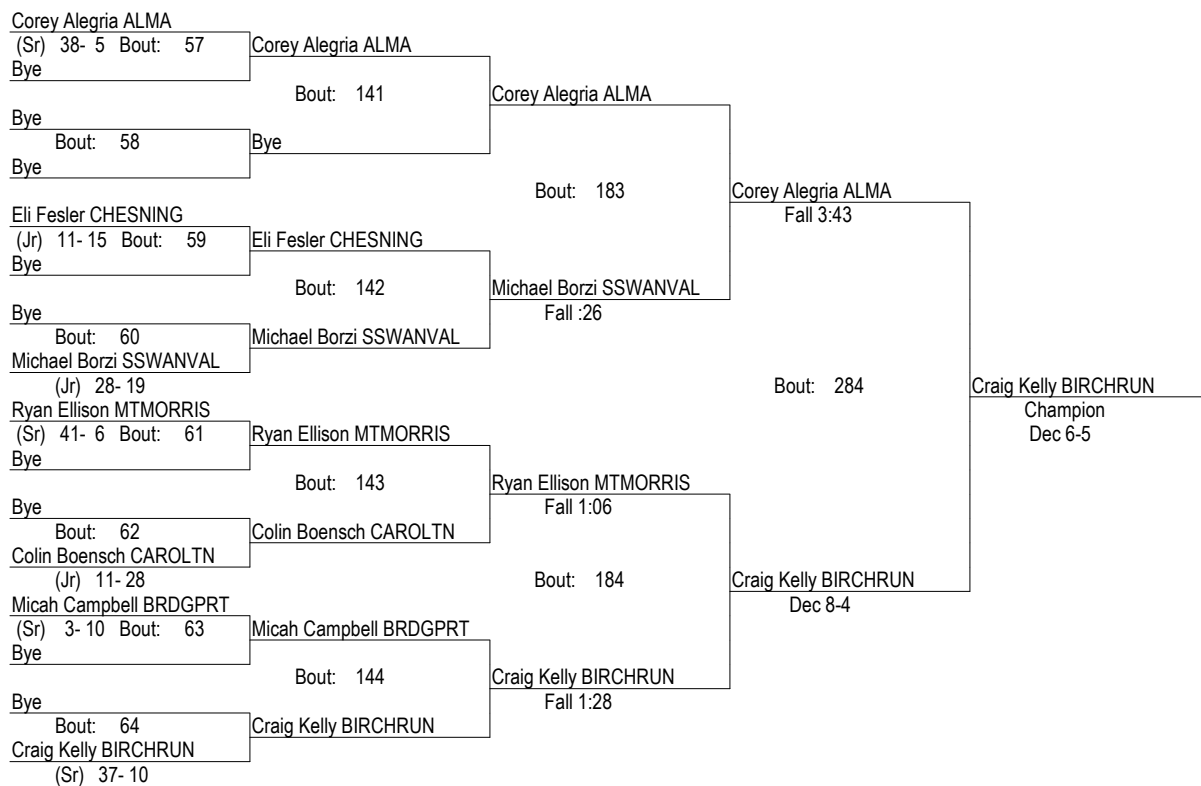 Corey Alegria ALMA
(Sr) 38- 5 Bout: 57
Corey Alegria ALMA
Bye
Bout: 141
Corey Alegria ALMA
Bye
Bout: 58
Bye
Bye
Bout: 183
Corey Alegria ALMA
Fall 3:43
Eli Fesler CHESNING
(Jr) 11- 15 Bout: 59
Eli Fesler CHESNING
Bye
Bout: 142
Michael Borzi SSWANVAL
Fall :26
Bye
Bout: 60
Michael Borzi SSWANVAL
Michael Borzi SSWANVAL
(Jr) 28- 19
Bout: 284
Craig Kelly BIRCHRUN
Champion
Dec 6-5
Ryan Ellison MTMORRIS
(Sr) 41- 6 Bout: 61
Ryan Ellison MTMORRIS
Bye
Bout: 143
Ryan Ellison MTMORRIS
Fall 1:06
Bye
Bout: 62
Colin Boensch CAROLTN
Colin Boensch CAROLTN
(Jr) 11- 28
Bout: 184
Craig Kelly BIRCHRUN
Dec 8-4
Micah Campbell BRDGPRT
(Sr) 3- 10 Bout: 63
Micah Campbell BRDGPRT
Bye
Bout: 144
Craig Kelly BIRCHRUN
Fall 1:28
Bye
Bout: 64
Craig Kelly BIRCHRUN
Craig Kelly BIRCHRUN
(Sr) 37- 10